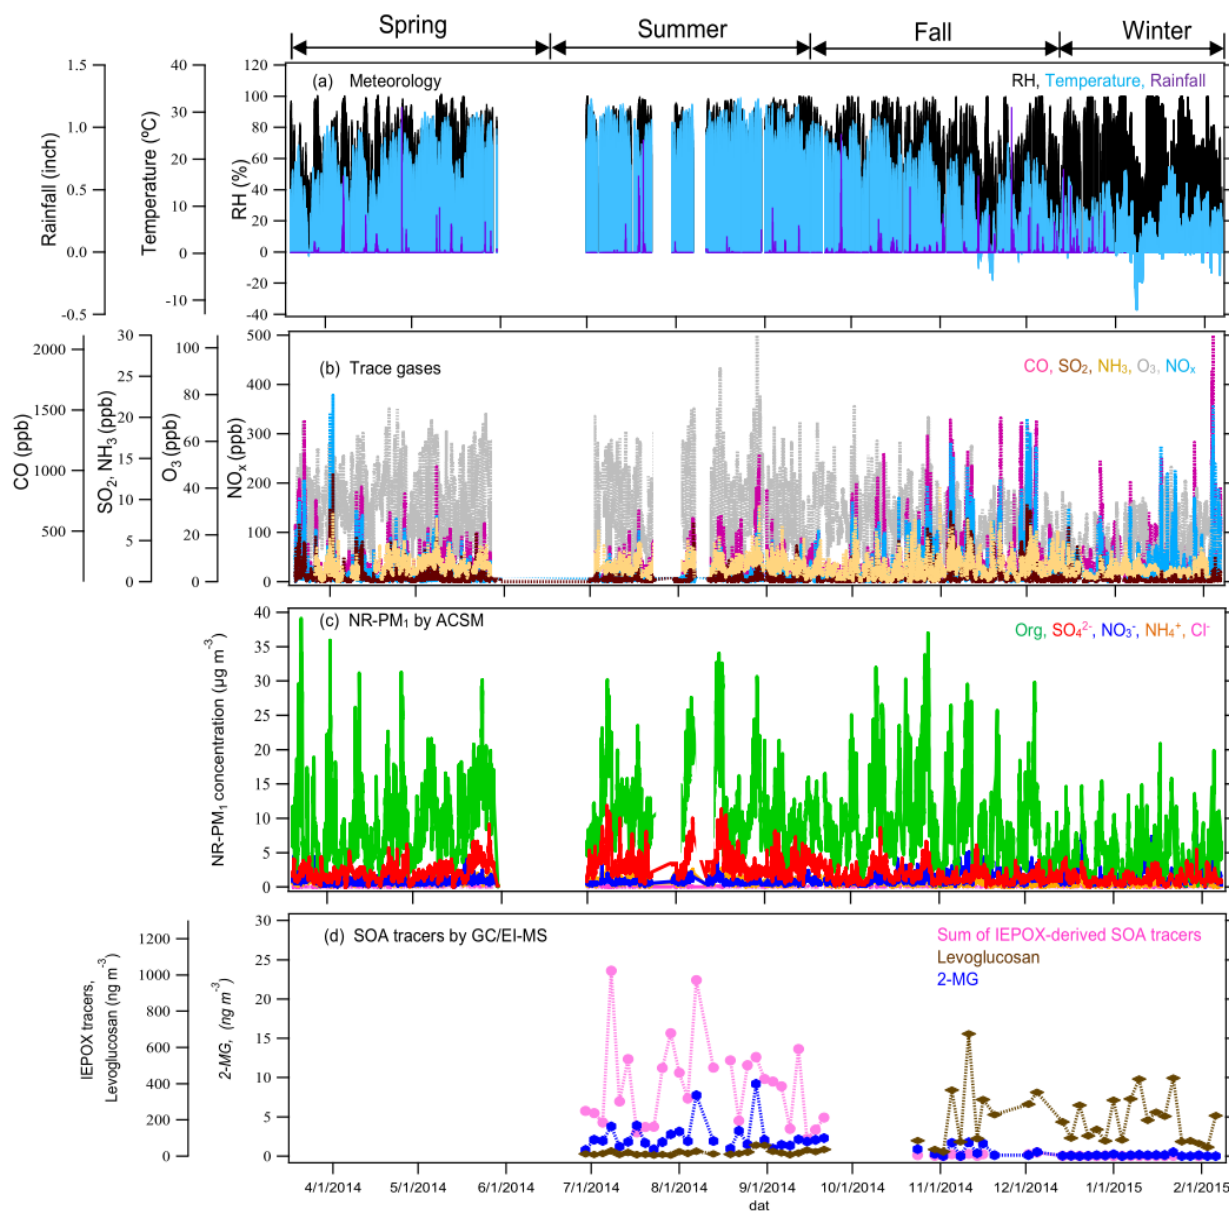 Spring Summer Fall Winter
(a) Meteorology
RH, Temperature, Rainfall
Rainfall (inch)
1.5
1.0
0.5
0.0
-0.5
Temperature (ºC)
40
30
20
10
0
-10
RH (%)
120
100
80
60
40
20
0
-20
-40
(b) Trace gases
CO, SO₂, NH₃, O₃, NOₓ
CO (ppb)
2000
1500
1000
500
SO₂, NH₃ (ppb)
30
25
20
15
10
5
0
O₃ (ppb)
100
80
60
40
20
0
NOₓ (ppb)
500
400
300
200
100
0
(c) NR-PM₁ by ACSM
Org, SO₄²⁻, NO₃⁻, NH₄⁺, Cl⁻
NR-PM₁ concentration (µg m⁻³)
40
35
30
25
20
15
10
5
0
(d) SOA tracers by GC/EI-MS
Sum of IEPOX-derived SOA tracers
Levoglucosan
2-MG
IEPOX tracers,
Levoglucosan (ng m⁻³)
1200
1000
800
600
400
200
0
2-MG, (ng m⁻³)
30
25
20
15
10
5
0
4/1/2014 5/1/2014 6/1/2014 7/1/2014 8/1/2014 9/1/2014 10/1/2014 11/1/2014 12/1/2014 1/1/2015 2/1/2015
dat